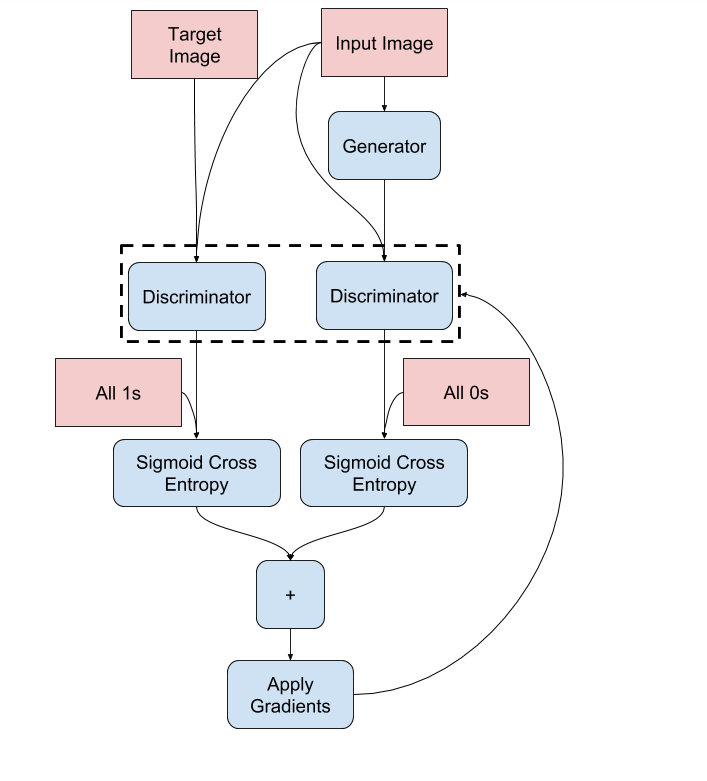 Target
Image
Input Image
Generator
Discriminator
Discriminator
All 1s
All 0s
Sigmoid Cross
Entropy
Sigmoid Cross
Entropy
+
Apply
Gradients